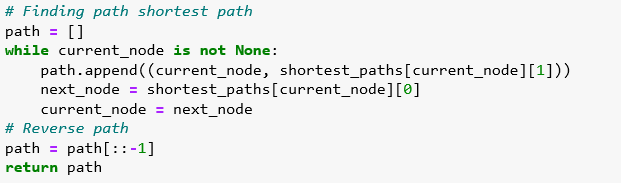 # Finding path shortest path
path = []
while current_node is not None:
    path.append((current_node, shortest_paths[current_node][1]))
    next_node = shortest_paths[current_node][0]
    current_node = next_node
# Reverse path
path = path[::-1]
return path